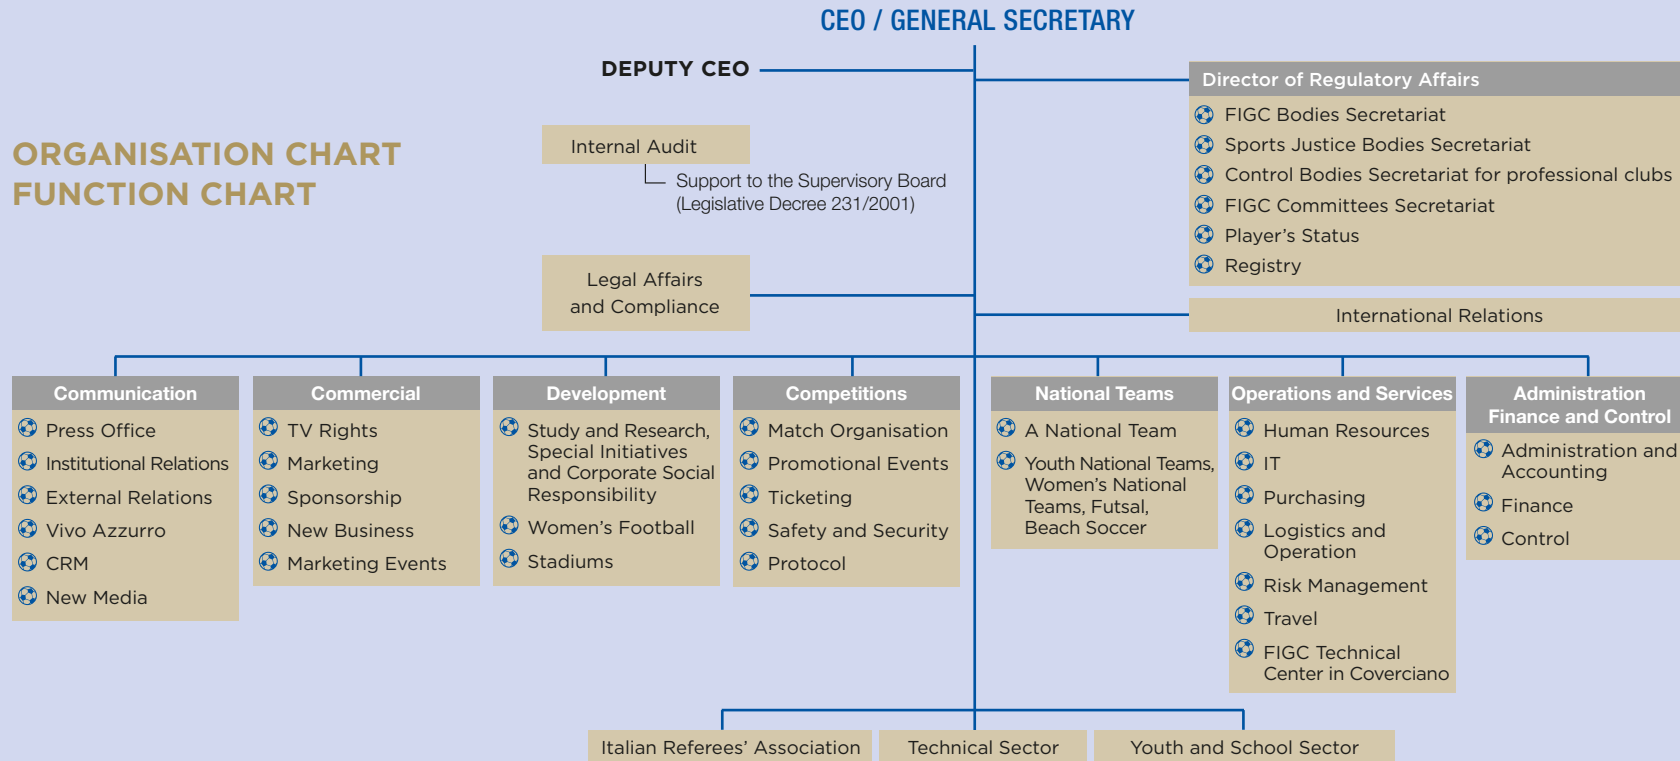 CEO / GENERAL SECRETARY
DEPUTY CEO
ORGANISATION CHART
FUNCTION CHART
Internal Audit
Support to the Supervisory Board
(Legislative Decree 231/2001)
Legal Affairs
and Compliance
Director of Regulatory Affairs
FIGC Bodies Secretariat
Sports Justice Bodies Secretariat
Control Bodies Secretariat for professional clubs
FIGC Committees Secretariat
Player's Status
Registry
International Relations
Communication
Press Office
Institutional Relations
External Relations
Vivo Azzurro
CRM
New Media
Commercial
TV Rights
Marketing
Sponsorship
New Business
Marketing Events
Development
Study and Research,
Special Initiatives
and Corporate Social
Responsibility
Women's Football
Stadiums
Competitions
Match Organisation
Promotional Events
Ticketing
Safety and Security
Protocol
National Teams
A National Team
Youth National Teams,
Women's National
Teams, Futsal,
Beach Soccer
Operations and Services
Human Resources
IT
Purchasing
Logistics and
Operation
Risk Management
Travel
FIGC Technical
Center in Coverciano
Administration
Finance and Control
Administration and
Accounting
Finance
Control
Italian Referees' Association
Technical Sector
Youth and School Sector